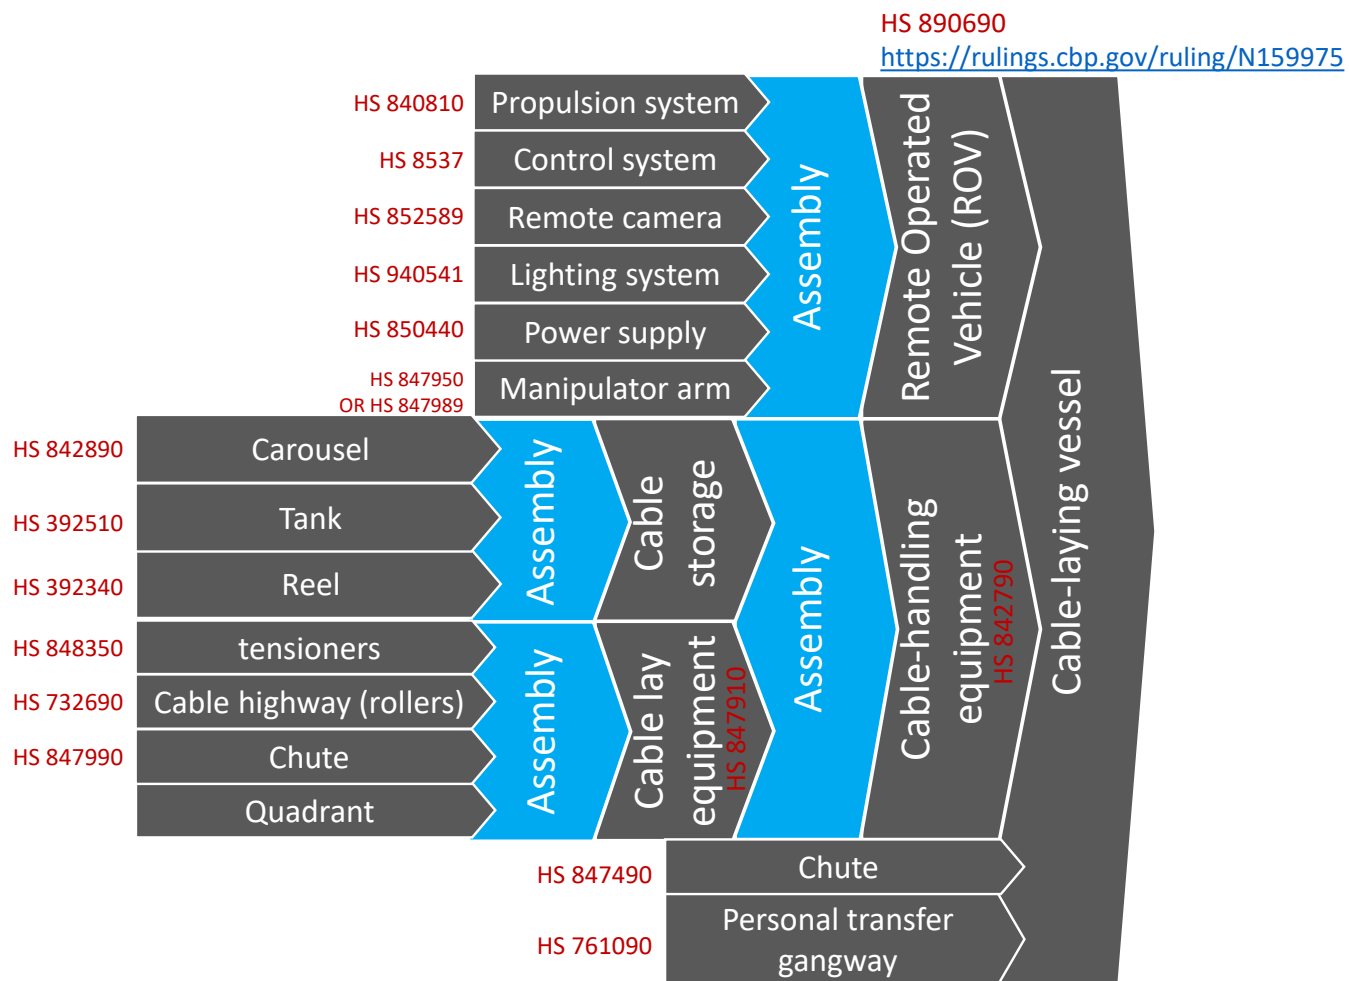 HS 890690
https://rulings.cbp.gov/ruling/N159975
HS 840810
Propulsion system
HS 8537
Control system
HS 852589
Remote camera
HS 940541
Lighting system
HS 850440
Power supply
HS 847950
OR HS 847989
Manipulator arm
Assembly
Remote Operated
Vehicle (ROV)
HS 842890
Carousel
HS 392510
Tank
HS 392340
Reel
Assembly
Cable
storage
HS 848350
tensioners
HS 732690
Cable highway (rollers)
HS 847990
Chute
Quadrant
Assembly
Cable lay
equipment
HS 847910
Assembly
Cable-handling
equipment
HS 842790
Cable-laying vessel
HS 847490
Chute
HS 761090
Personal transfer
gangway